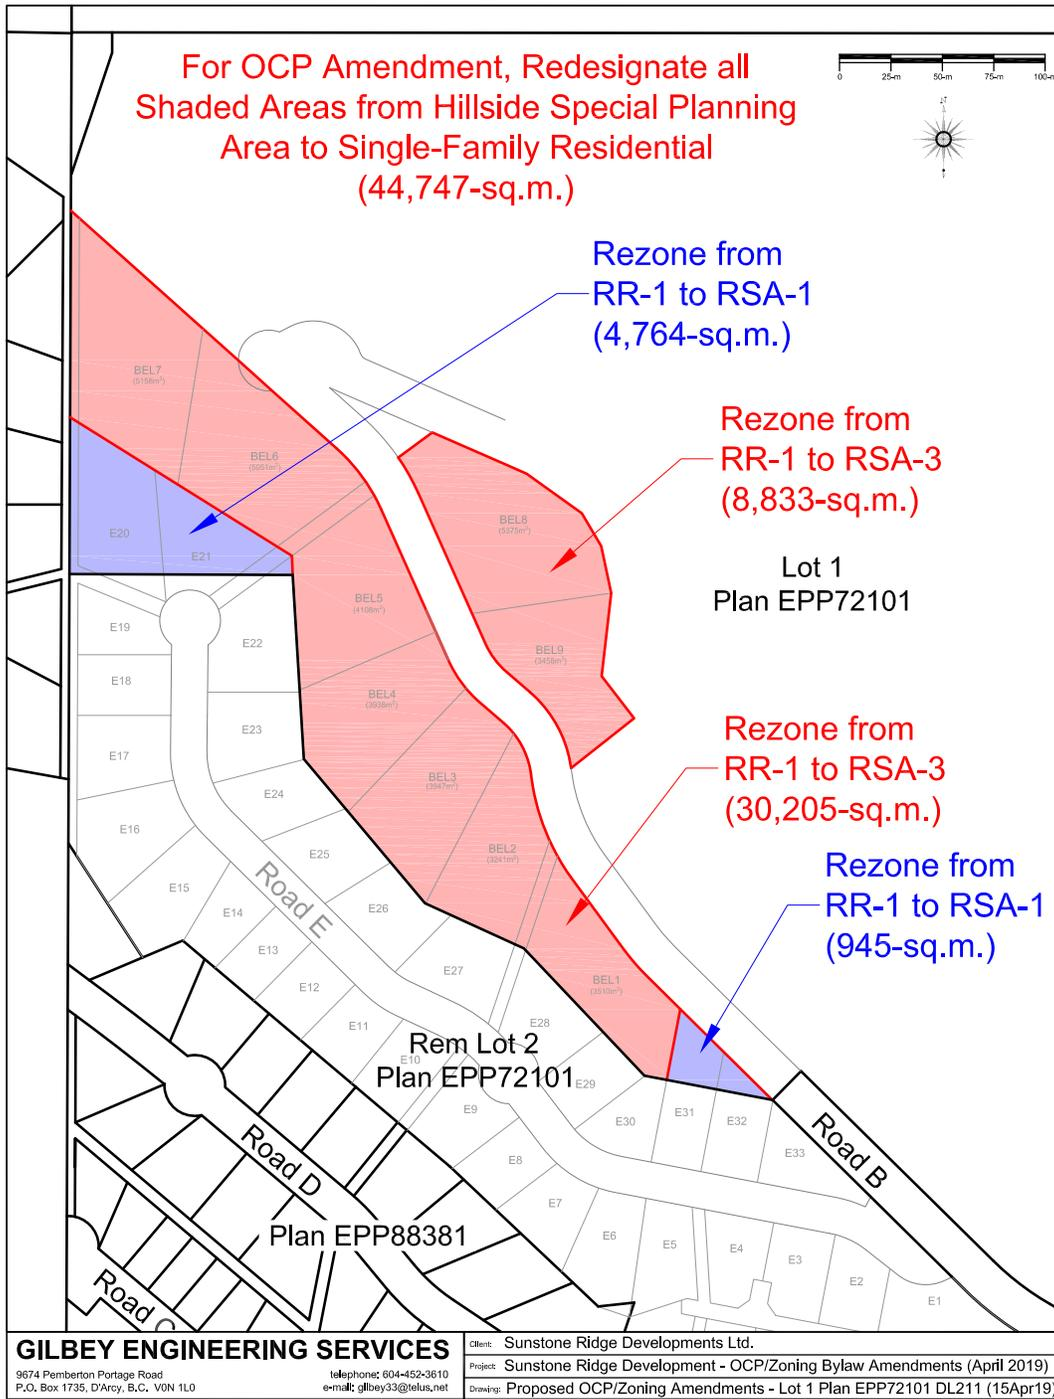 For OCP Amendment, Redesignate all
Shaded Areas from Hillside Special Planning
Area to Single-Family Residential
(44,747-sq.m.)
0 25-m 50-m 75-m 100-m
N
Rezone from
RR-1 to RSA-1
(4,764-sq.m.)
Rezone from
RR-1 to RSA-3
(8,833-sq.m.)
Lot 1
Plan EPP72101
Rezone from
RR-1 to RSA-3
(30,205-sq.m.)
Rezone from
RR-1 to RSA-1
(945-sq.m.)
BEL7
(5158m²)
BEL6
BEL8
(5375m²)
E20
E21
BEL5
(4108m²)
BEL9
(3458m²)
E19
E22
E18
BEL4
(3938m²)
E23
E17
BEL3
(3947m²)
E24
E16
BEL2
(3241m²)
E25
E15
Road E
E26
E14
E13
E27
BEL1
(3510m²)
E12
E11
E28
Rem Lot 2
Plan EPP72101
E10
E29
E9
E30
E31
E32
E33
Road B
E8
Road D
E7
E6
E5
E4
E3
E2
E1
Plan EPP88381
Road C
GILBEY ENGINEERING SERVICES
9674 Pemberton Portage Road
P.O. Box 1735, D'Arcy, B.C. V0N 1L0
telephone: 604-452-3610
e-mail: gilbey33@telus.net
Client: Sunstone Ridge Developments Ltd.
Project: Sunstone Ridge Development - OCP/Zoning Bylaw Amendments (April 2019)
Drawing: Proposed OCP/Zoning Amendments - Lot 1 Plan EPP72101 DL211 (15Apr19)